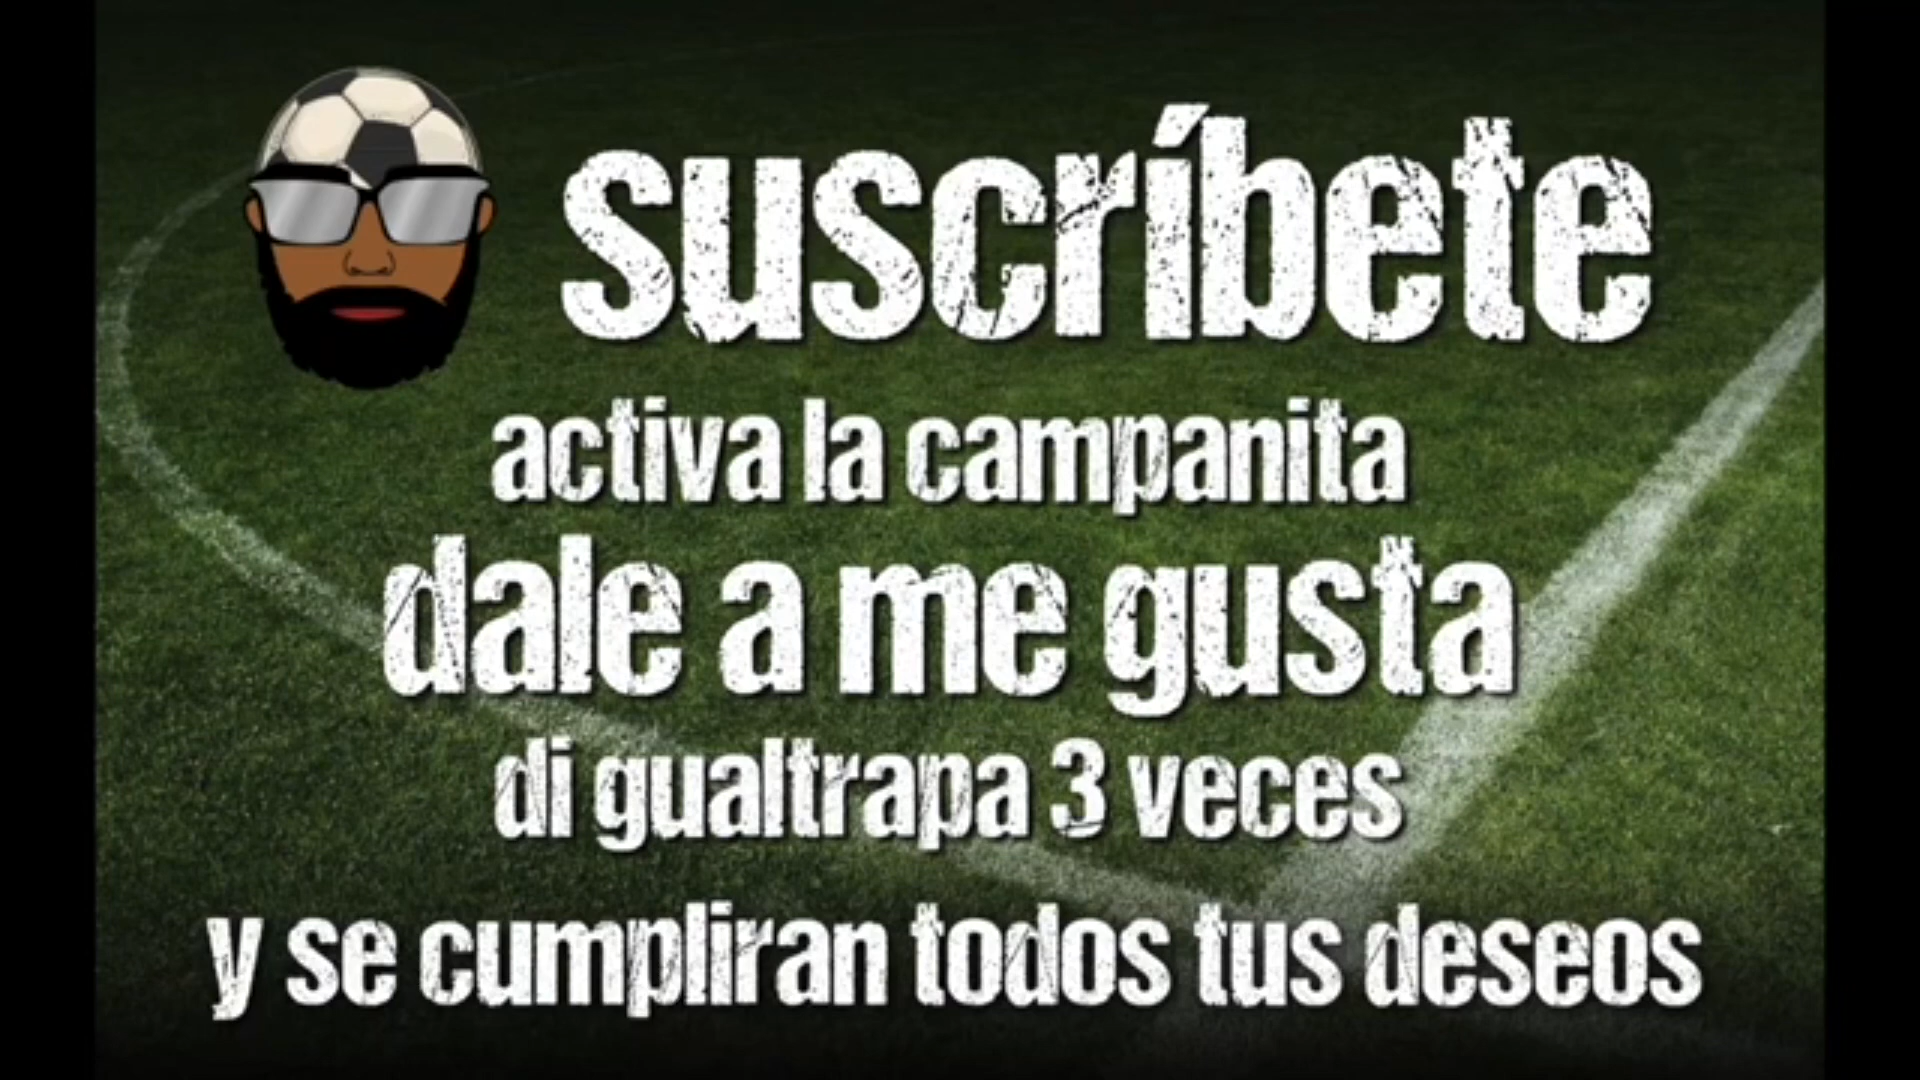 suscríbete
activa la campanita
dale a me gusta
di gualtrapa 3 veces
y se cumpliran todos tus deseos